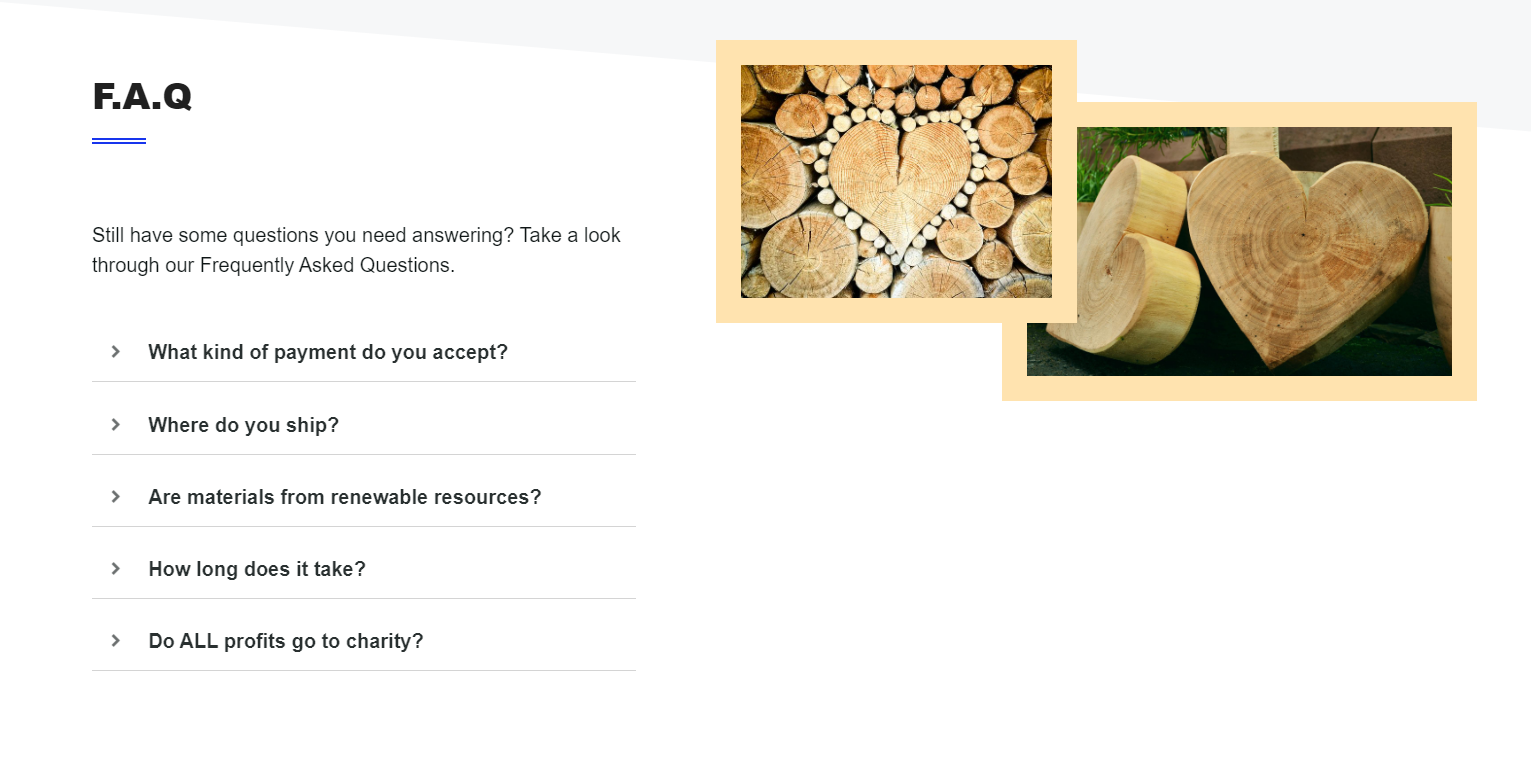 F.A.Q
Still have some questions you need answering? Take a look
through our Frequently Asked Questions.
What kind of payment do you accept?
Where do you ship?
Are materials from renewable resources?
How long does it take?
Do ALL profits go to charity?